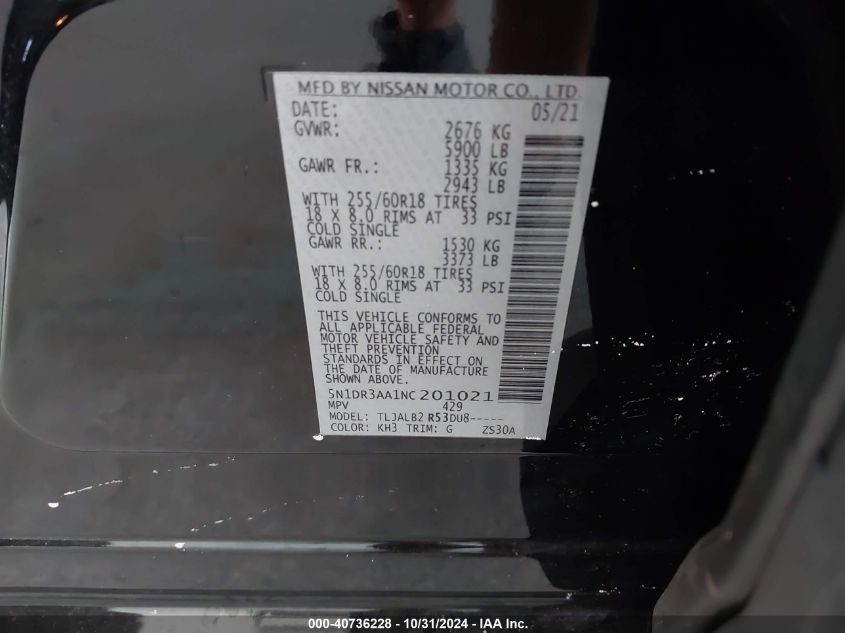 MFD BY NISSAN MOTOR CO., LTD.
DATE: 05/21
GVWR: 2676 KG
5900 LB
GAWR FR.: 1335 KG
2943 LB
WITH 255/60R18 TIRES
18 X 8.0 RIMS AT 33 PSI
COLD SINGLE
GAWR RR.: 1530 KG
3373 LB
WITH 255/60R18 TIRES
18 X 8.0 RIMS AT 33 PSI
COLD SINGLE
THIS VEHICLE CONFORMS TO
ALL APPLICABLE FEDERAL
MOTOR VEHICLE SAFETY AND
THEFT PREVENTION
STANDARDS IN EFFECT ON
THE DATE OF MANUFACTURE
SHOWN ABOVE.
5N1DR3AA1NC201021
MPV 429
MODEL: TLJALB2 R53DU8-----
COLOR: KH3 TRIM: G ZS30A
000-40736228 - 10/31/2024 - IAA Inc.